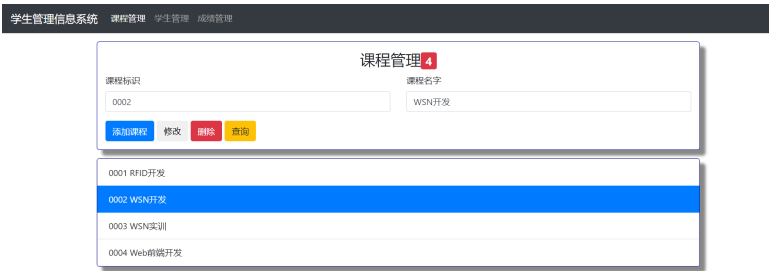 学生管理信息系统 课程管理 学生管理 成绩管理
课程管理4
课程标识 课程名字
0002 WSN开发
添加课程 修改 删除 查询
0001 RFID开发
0002 WSN开发
0003 WSN实训
0004 Web前端开发